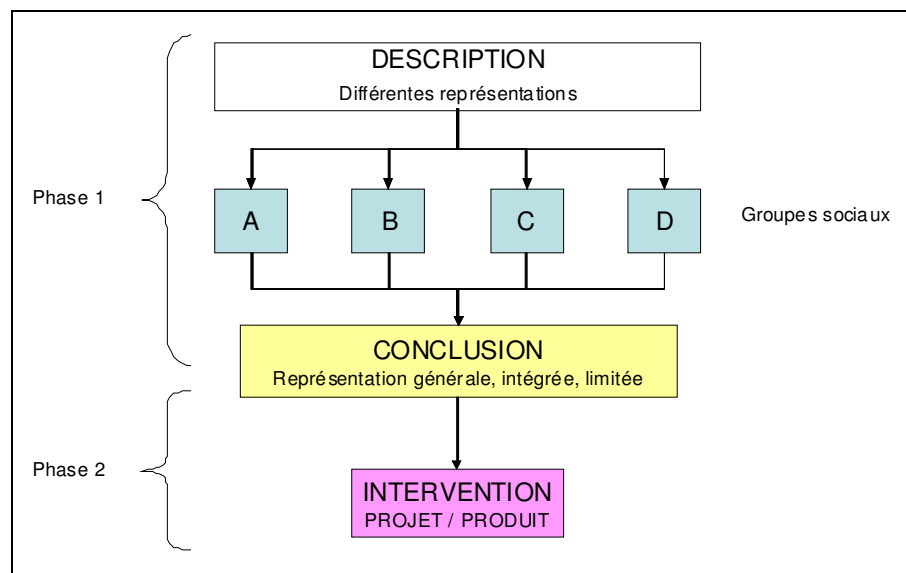 DESCRIPTION
Différentes représentations
Phase 1
A B C D
Groupes sociaux
CONCLUSION
Représentation générale, intégrée, limitée
Phase 2
INTERVENTION
PROJET / PRODUIT